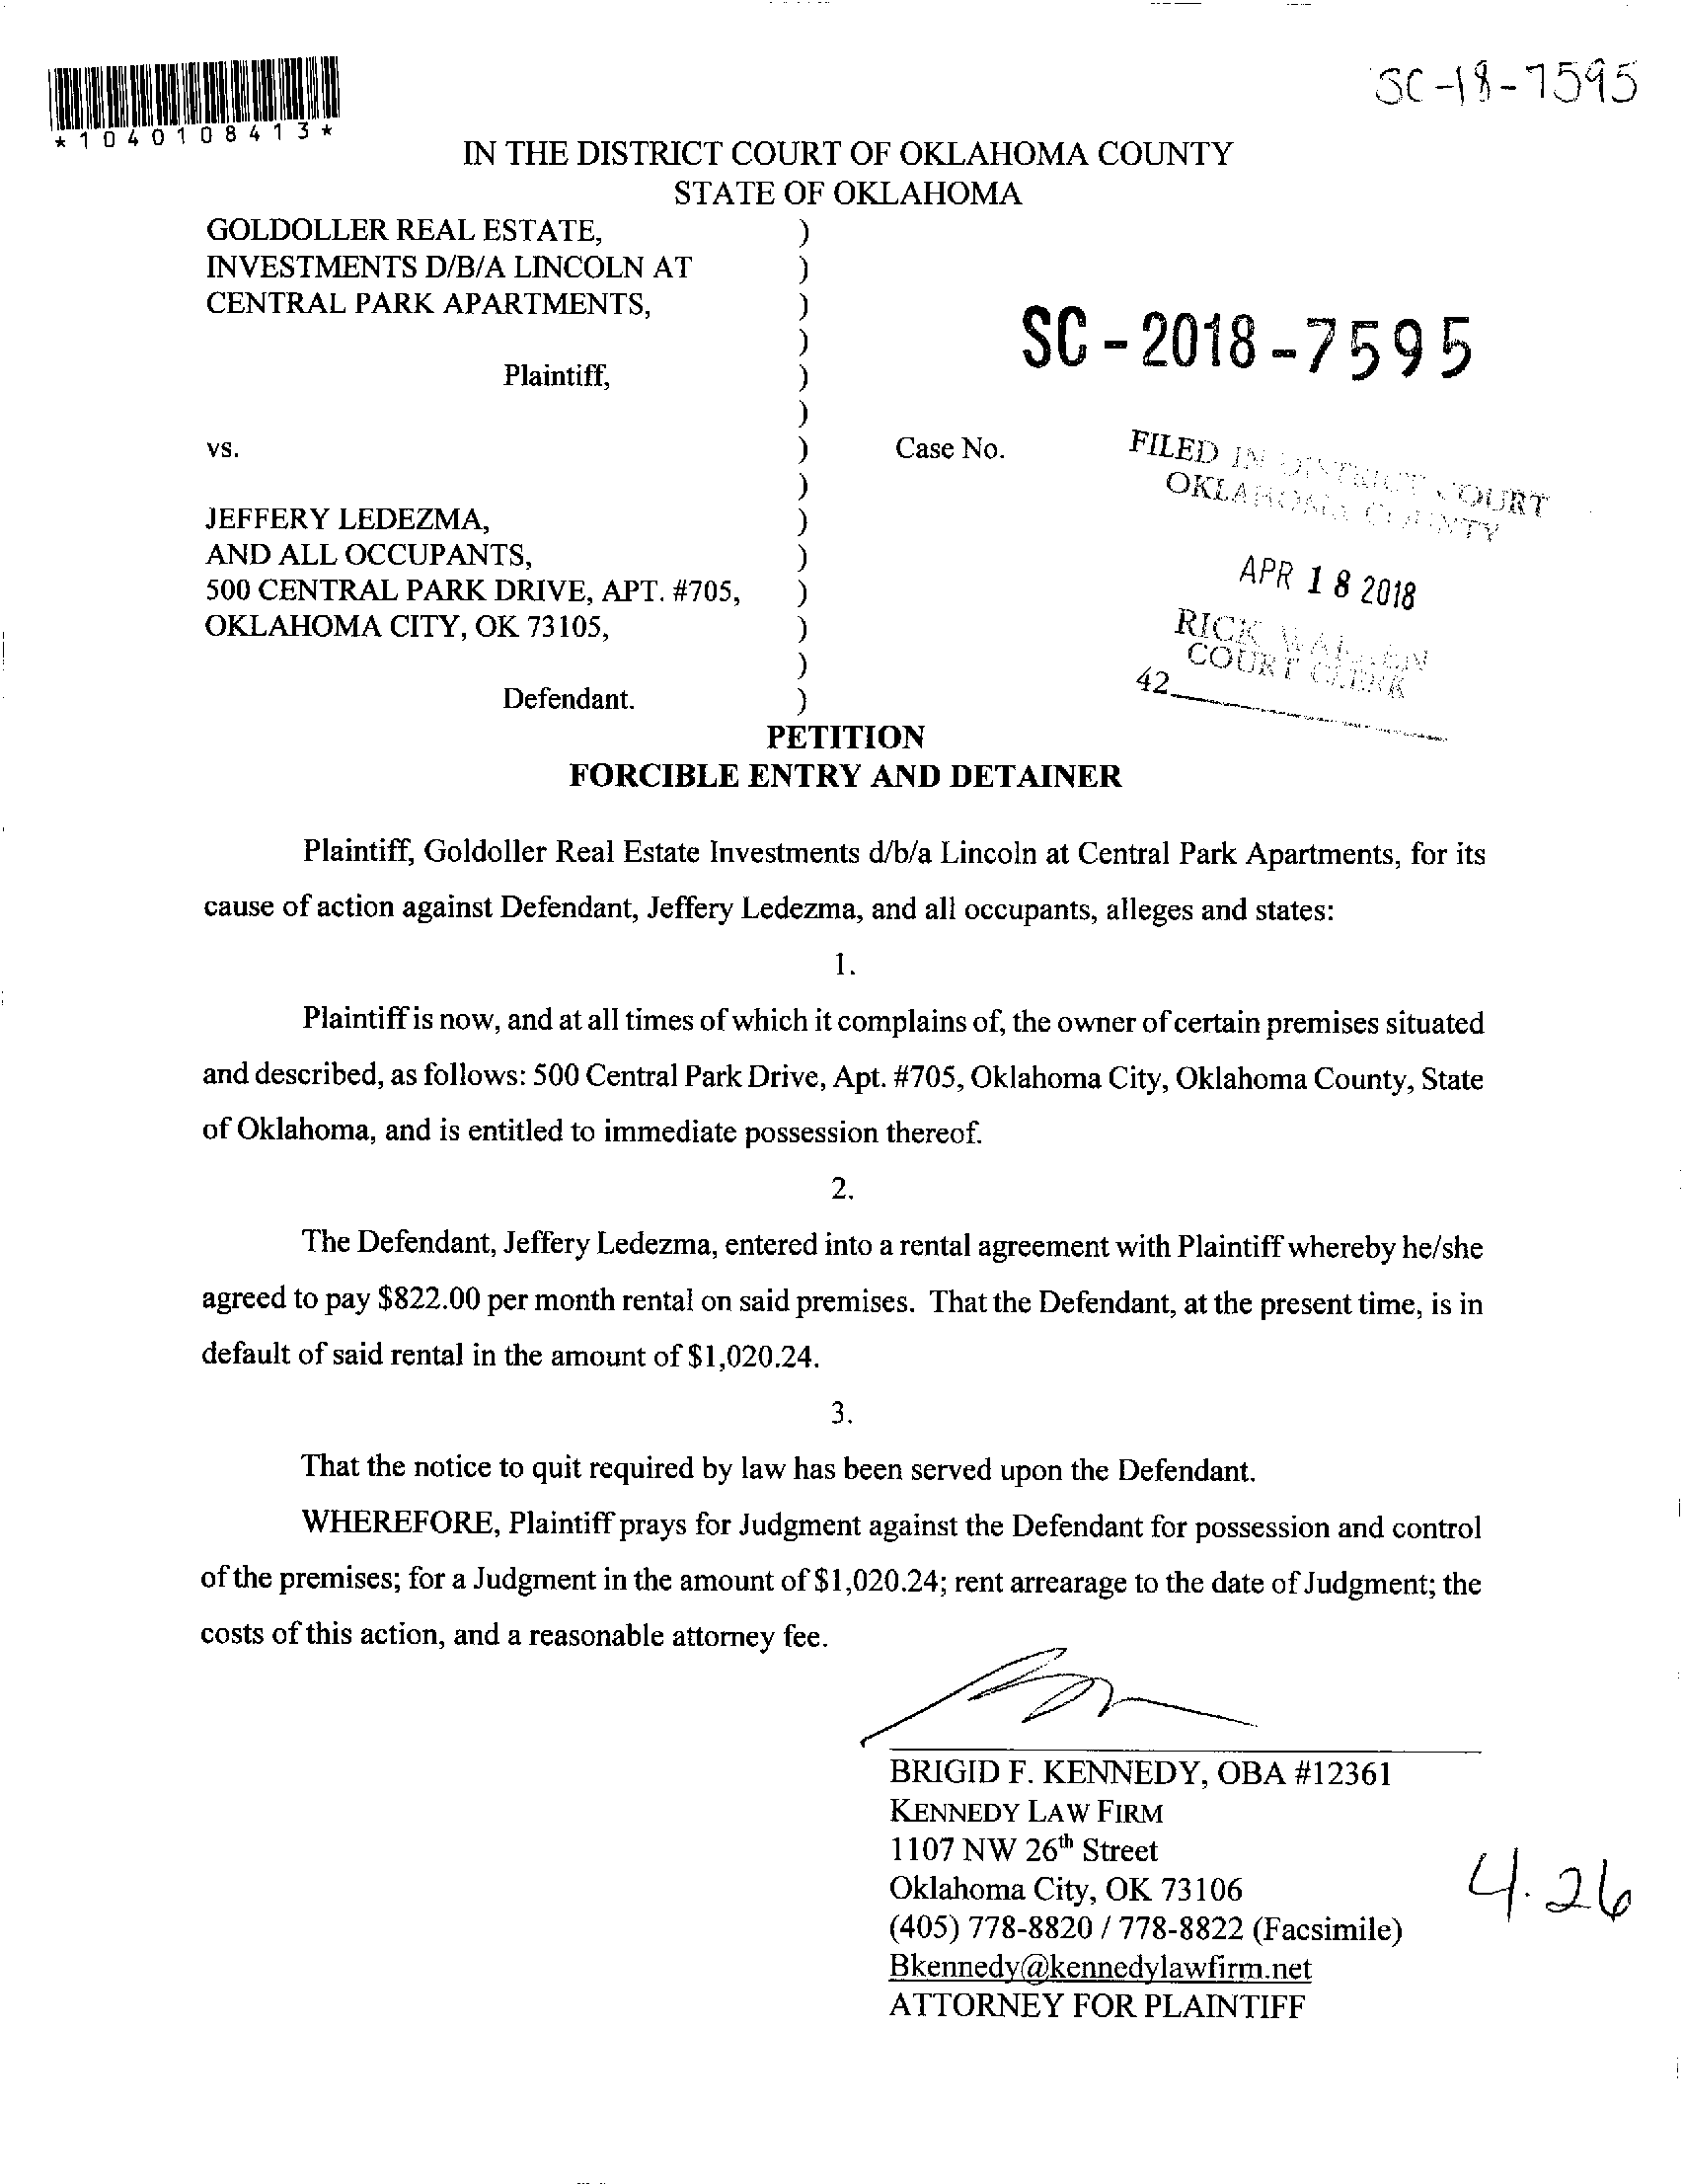 SC-18-7595
*1040108413*
IN THE DISTRICT COURT OF OKLAHOMA COUNTY
STATE OF OKLAHOMA
GOLDOLLER REAL ESTATE, )
INVESTMENTS D/B/A LINCOLN AT )
CENTRAL PARK APARTMENTS, )
)
SC-2018-7595
Plaintiff, )
)
vs. ) Case No.
FILED IN DISTRICT COURT
OKLAHOMA COUNTY
)
JEFFERY LEDEZMA, )
AND ALL OCCUPANTS, )
APR 18 2018
500 CENTRAL PARK DRIVE, APT. #705, )
OKLAHOMA CITY, OK 73105, )
RICK WARREN
COURT CLERK
)
42
Defendant. )
PETITION
FORCIBLE ENTRY AND DETAINER
Plaintiff, Goldoller Real Estate Investments d/b/a Lincoln at Central Park Apartments, for its
cause of action against Defendant, Jeffery Ledezma, and all occupants, alleges and states:
1.
Plaintiff is now, and at all times of which it complains of, the owner of certain premises situated
and described, as follows: 500 Central Park Drive, Apt. #705, Oklahoma City, Oklahoma County, State
of Oklahoma, and is entitled to immediate possession thereof.
2.
The Defendant, Jeffery Ledezma, entered into a rental agreement with Plaintiff whereby he/she
agreed to pay $822.00 per month rental on said premises. That the Defendant, at the present time, is in
default of said rental in the amount of $1,020.24.
3.
That the notice to quit required by law has been served upon the Defendant.
WHEREFORE, Plaintiff prays for Judgment against the Defendant for possession and control
of the premises; for a Judgment in the amount of $1,020.24; rent arrearage to the date of Judgment; the
costs of this action, and a reasonable attorney fee.
BRIGID F. KENNEDY, OBA #12361
KENNEDY LAW FIRM
1107 NW 26th Street
Oklahoma City, OK 73106
(405) 778-8820 / 778-8822 (Facsimile)
Bkennedy@kennedylawfirm.net
ATTORNEY FOR PLAINTIFF
4.26